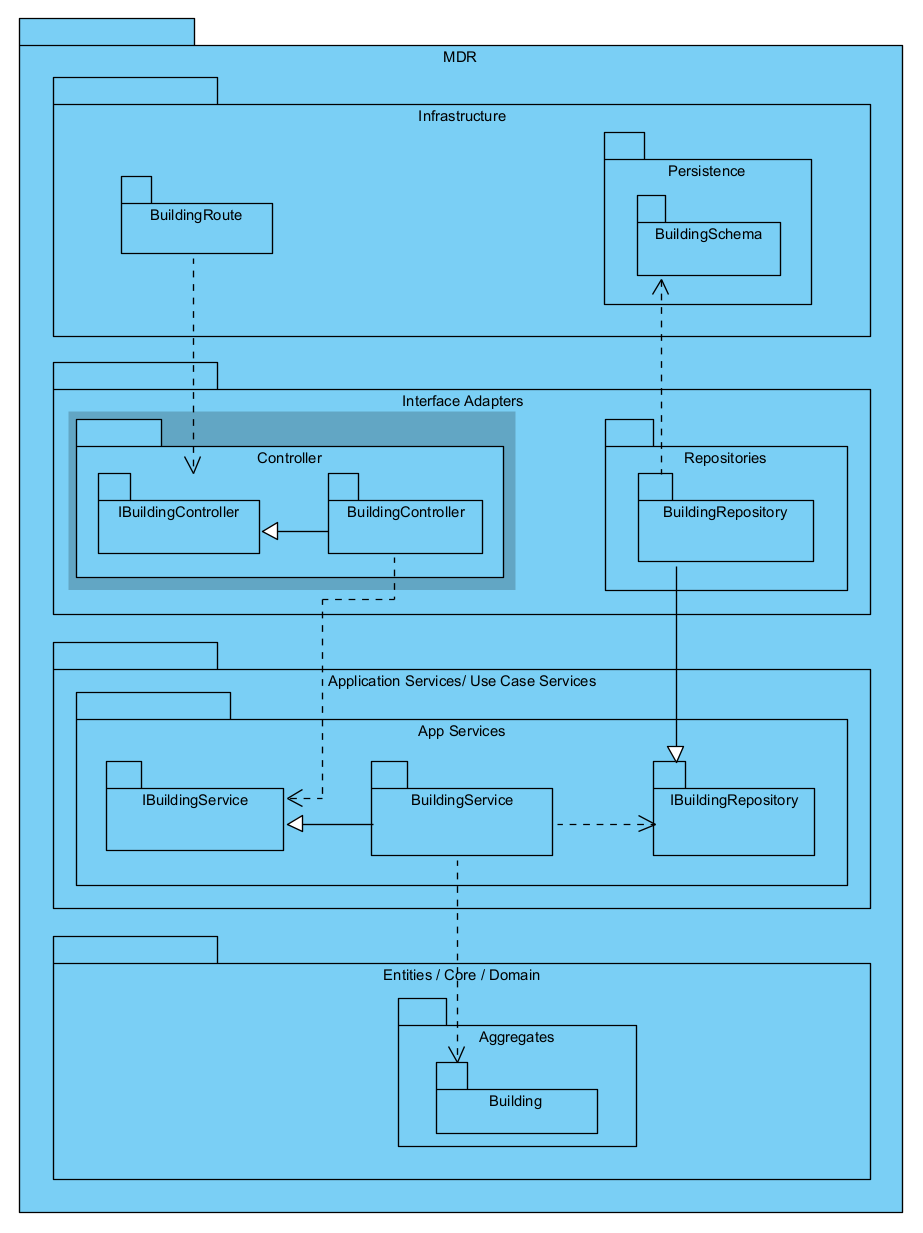 MDR
Infrastructure
Persistence
BuildingRoute
BuildingSchema
Interface Adapters
Controller
Repositories
IBuildingController
BuildingController
BuildingRepository
Application Services/ Use Case Services
App Services
IBuildingService
BuildingService
IBuildingRepository
Entities / Core / Domain
Aggregates
Building